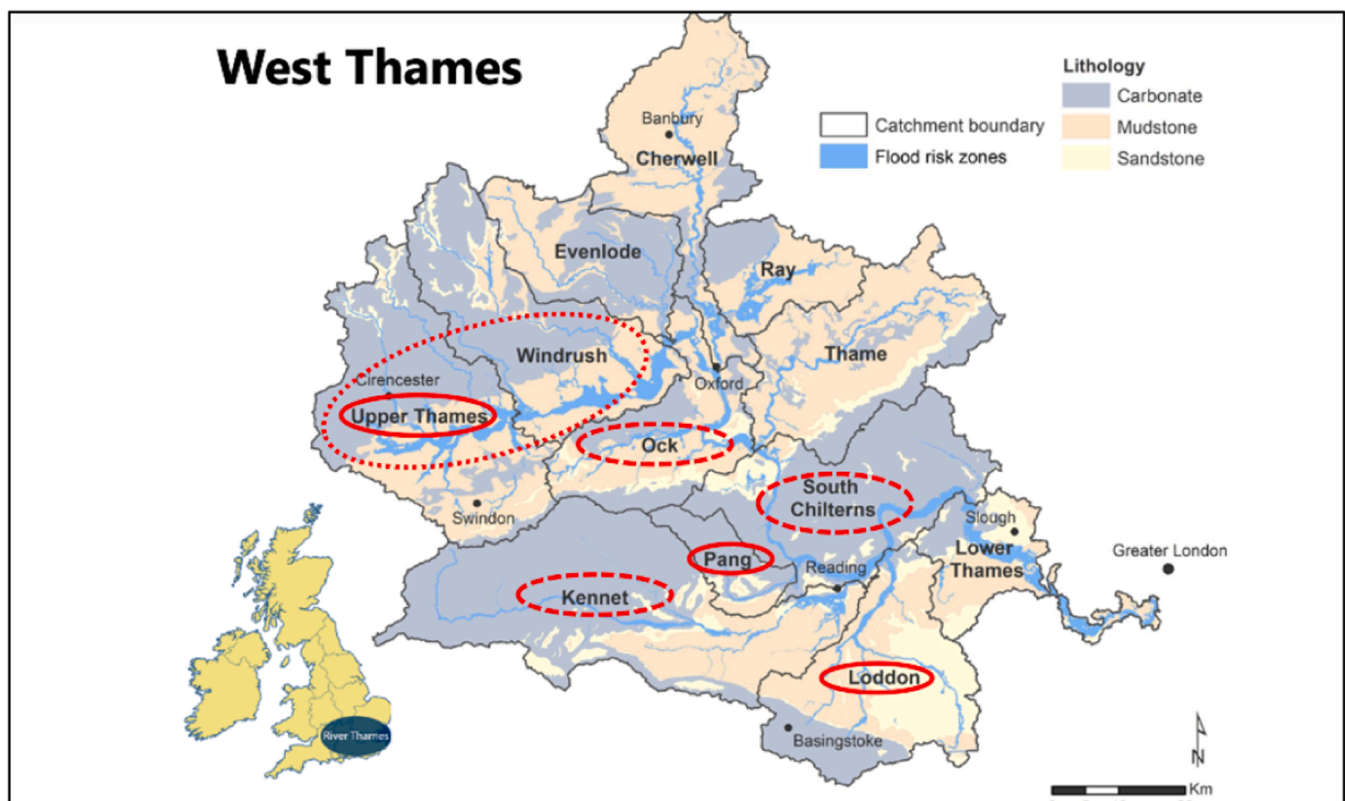 West Thames
Lithology
Carbonate
Mudstone
Sandstone
Catchment boundary
Flood risk zones
Banbury
Cherwell
Evenlode
Ray
Thame
Windrush
Oxford
Cirencester
Upper Thames
Ock
South
Chilterns
Swindon
Slough
Lower
Thames
Greater London
Pang
Reading
Kennet
Loddon
Basingstoke
River Thames
N
Km